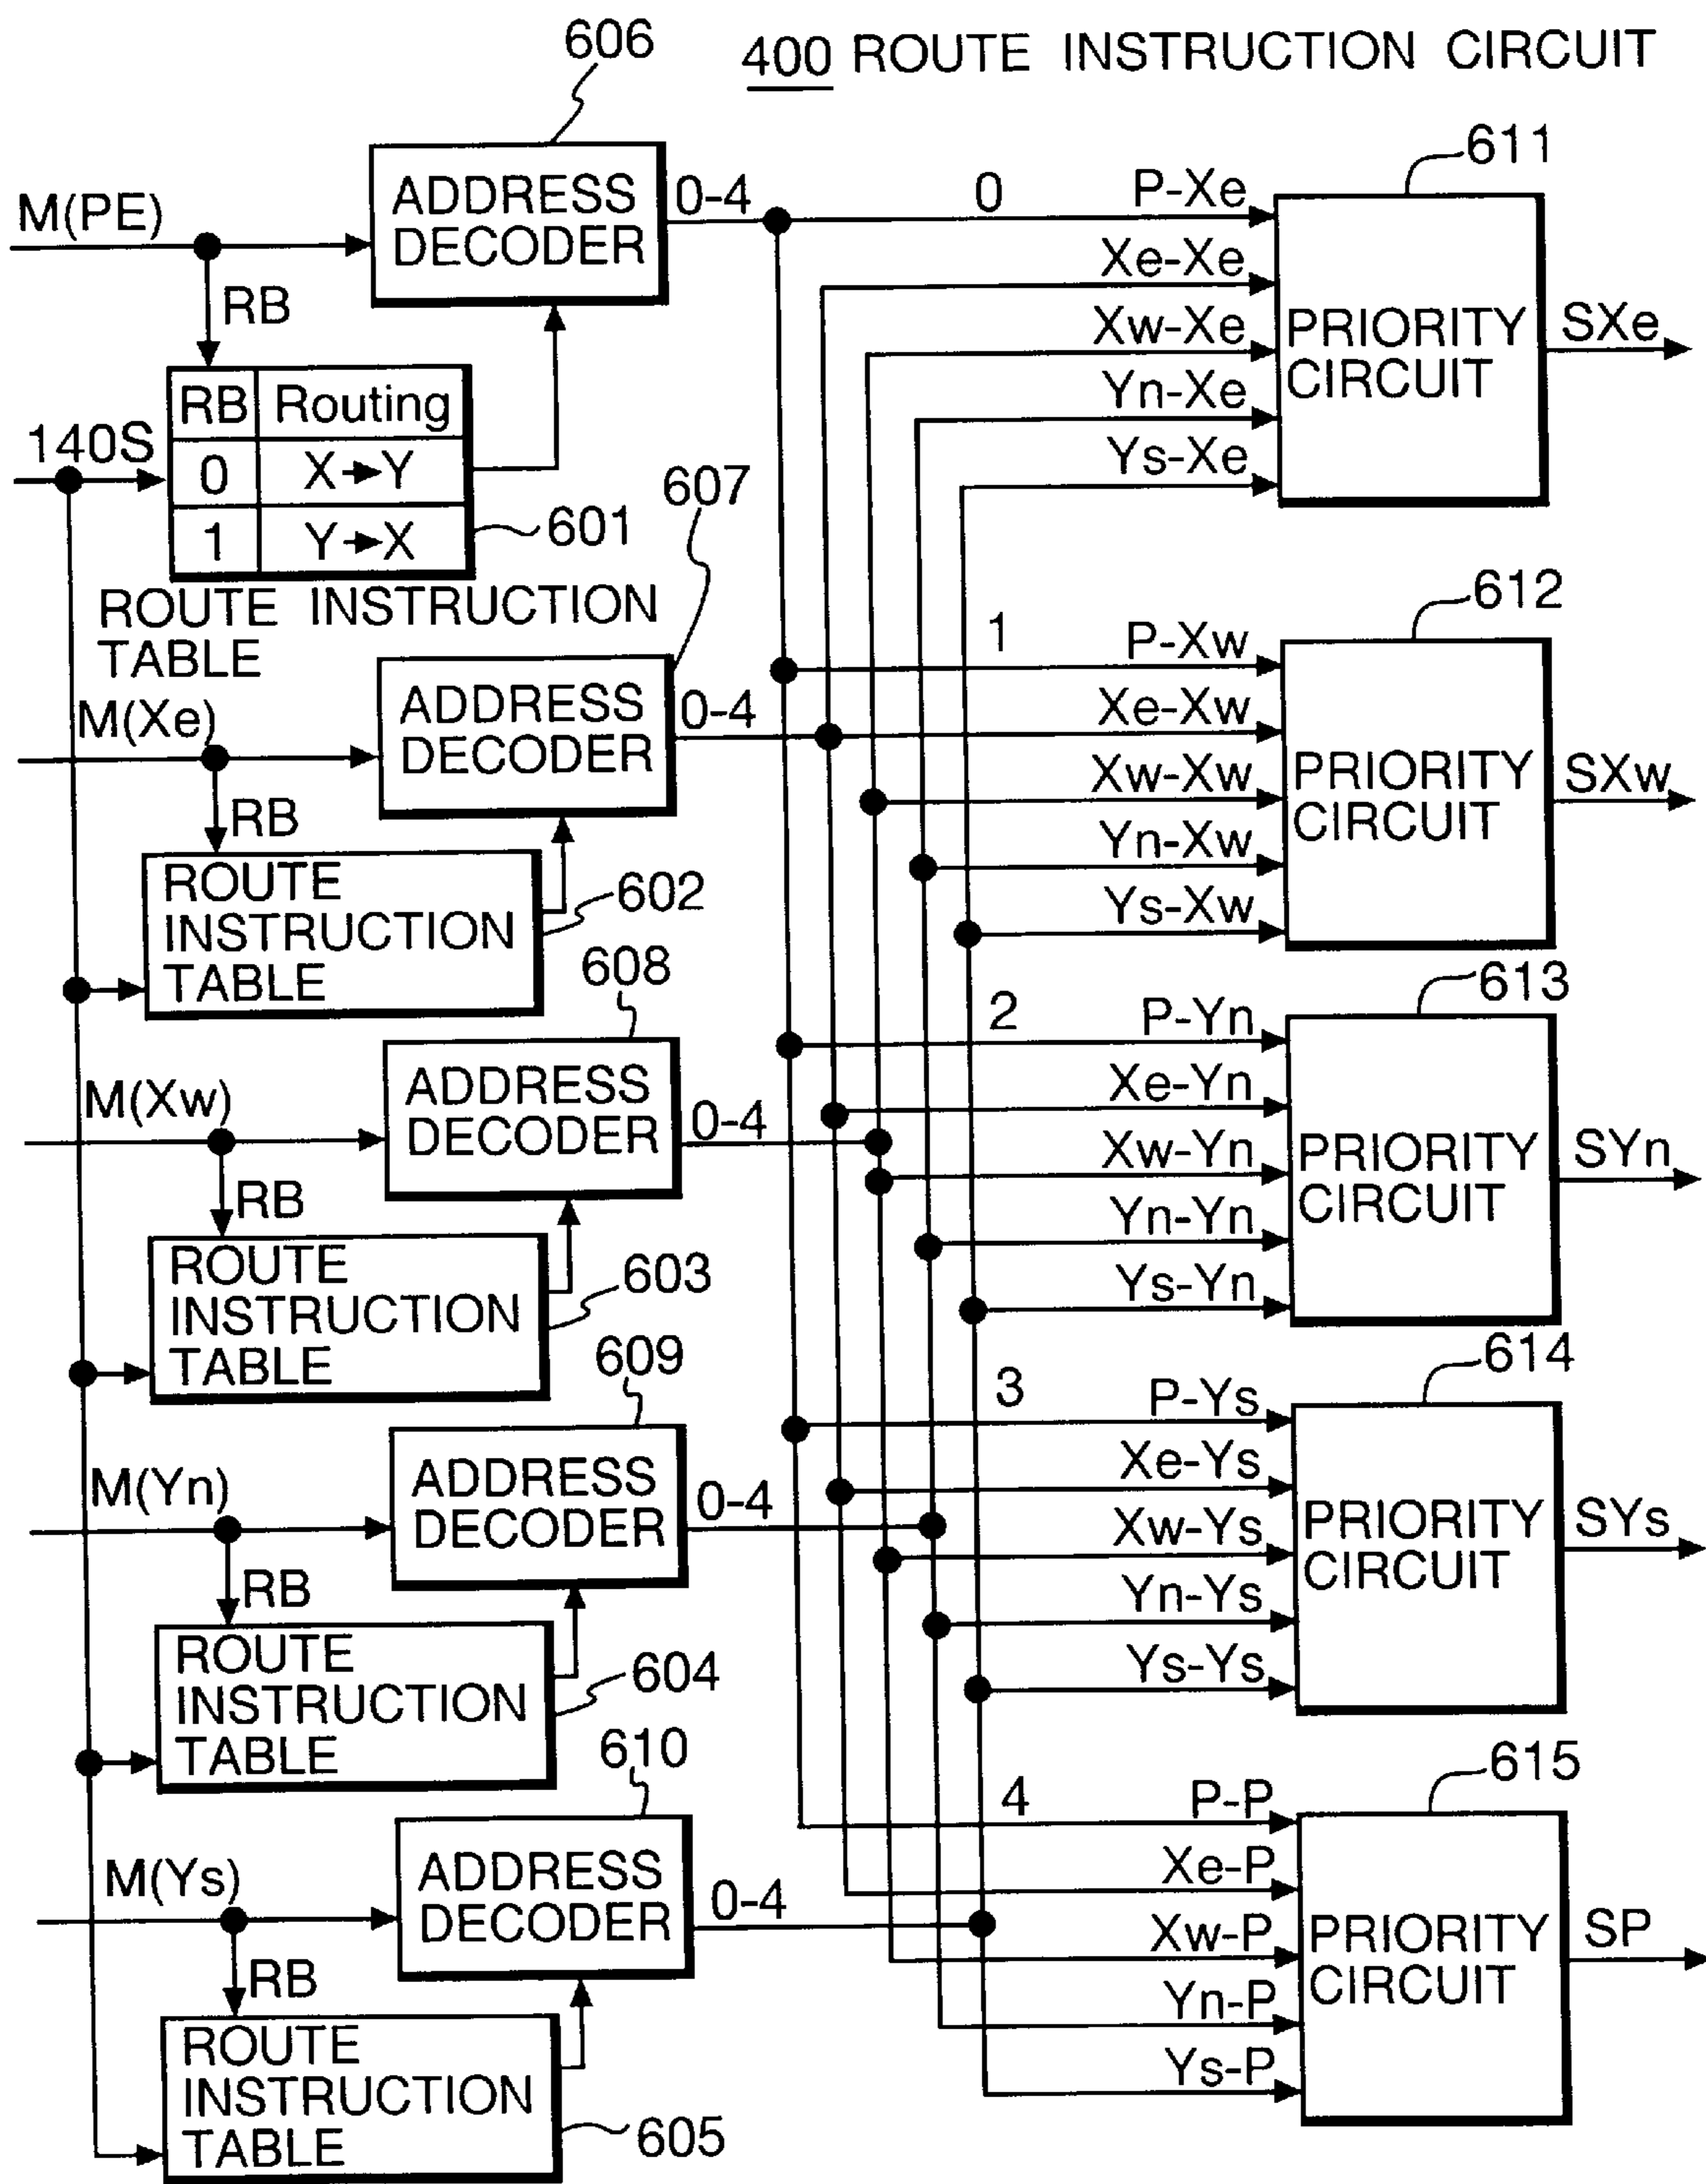 606
400 ROUTE INSTRUCTION CIRCUIT
M(PE)
ADDRESS
DECODER
0-4
0
P-Xe
611
Xe-Xe
Xw-Xe
Yn-Xe
Ys-Xe
PRIORITY
CIRCUIT
SXe
RB
RB Routing
0 X→Y
1 Y→X
140S
601
ROUTE INSTRUCTION
TABLE
607
M(Xe)
ADDRESS
DECODER
0-4
1
P-Xw
612
Xe-Xw
Xw-Xw
Yn-Xw
Ys-Xw
PRIORITY
CIRCUIT
SXw
RB
ROUTE
INSTRUCTION
TABLE
602
608
M(Xw)
ADDRESS
DECODER
0-4
2
P-Yn
613
Xe-Yn
Xw-Yn
Yn-Yn
Ys-Yn
PRIORITY
CIRCUIT
SYn
RB
ROUTE
INSTRUCTION
TABLE
603
609
M(Yn)
ADDRESS
DECODER
0-4
3
P-Ys
614
Xe-Ys
Xw-Ys
Yn-Ys
Ys-Ys
PRIORITY
CIRCUIT
SYs
RB
ROUTE
INSTRUCTION
TABLE
604
610
M(Ys)
ADDRESS
DECODER
0-4
4
P-P
615
Xe-P
Xw-P
Yn-P
Ys-P
PRIORITY
CIRCUIT
SP
RB
ROUTE
INSTRUCTION
TABLE
605